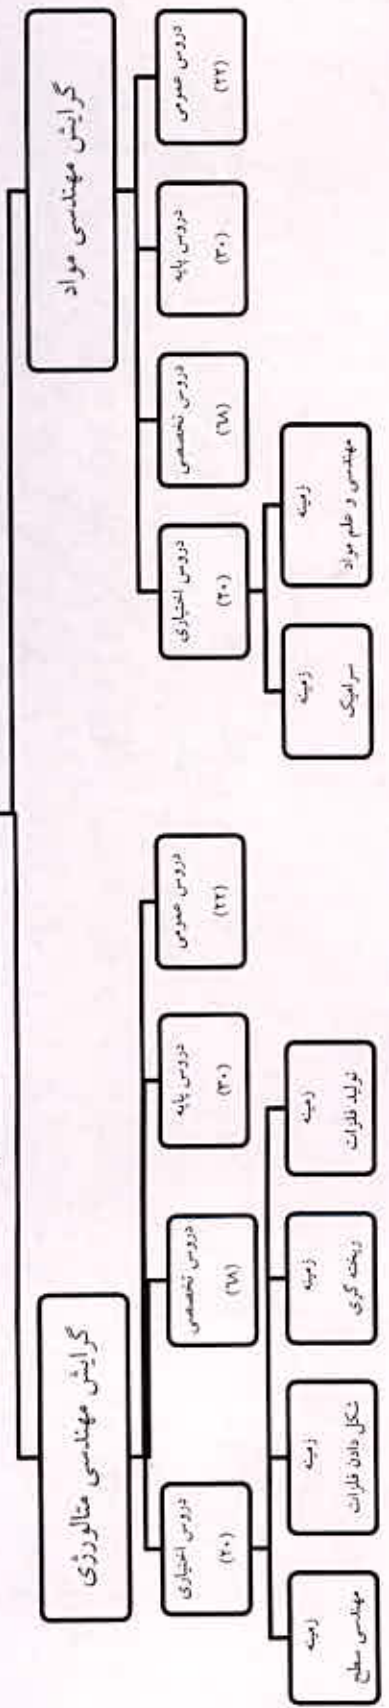 گرایش مهندسی مواد
دروس عمومی
(۲۲)
دروس پایه
(۳۰)
دروس تخصصی
(۶۸)
دروس اختیاری
(۲۰)
زمینه
مهندسی و علم مواد
زمینه
سرامیک
گرایش مهندسی متالورژی
دروس عمومی
(۲۲)
دروس پایه
(۳۰)
دروس تخصصی
(۶۸)
دروس اختیاری
(۲۰)
زمینه
تولید فلزات
زمینه
ریخته گری
زمینه
شکل دادن فلزات
زمینه
مهندسی سطح